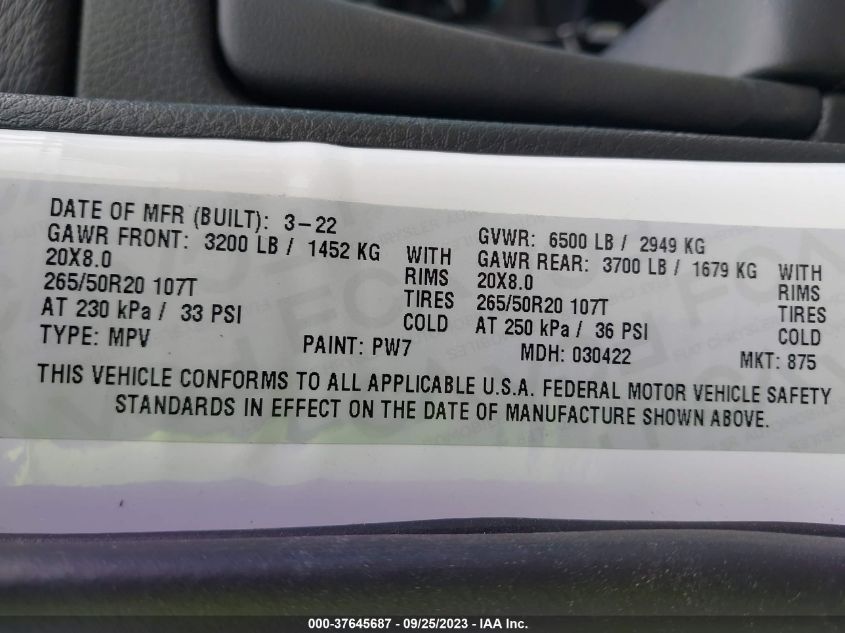 DATE OF MFR (BUILT): 3-22
GAWR FRONT: 3200 LB / 1452 KG WITH
20X8.0 RIMS
265/50R20 107T TIRES
AT 230 kPa / 33 PSI COLD
GVWR: 6500 LB / 2949 KG
GAWR REAR: 3700 LB / 1679 KG WITH
20X8.0 RIMS
265/50R20 107T TIRES
AT 250 kPa / 36 PSI COLD
TYPE: MPV PAINT: PW7 MDH: 030422 MKT: 875
THIS VEHICLE CONFORMS TO ALL APPLICABLE U.S.A. FEDERAL MOTOR VEHICLE SAFETY
STANDARDS IN EFFECT ON THE DATE OF MANUFACTURE SHOWN ABOVE.
000-37645687 - 09/25/2023 - IAA Inc.